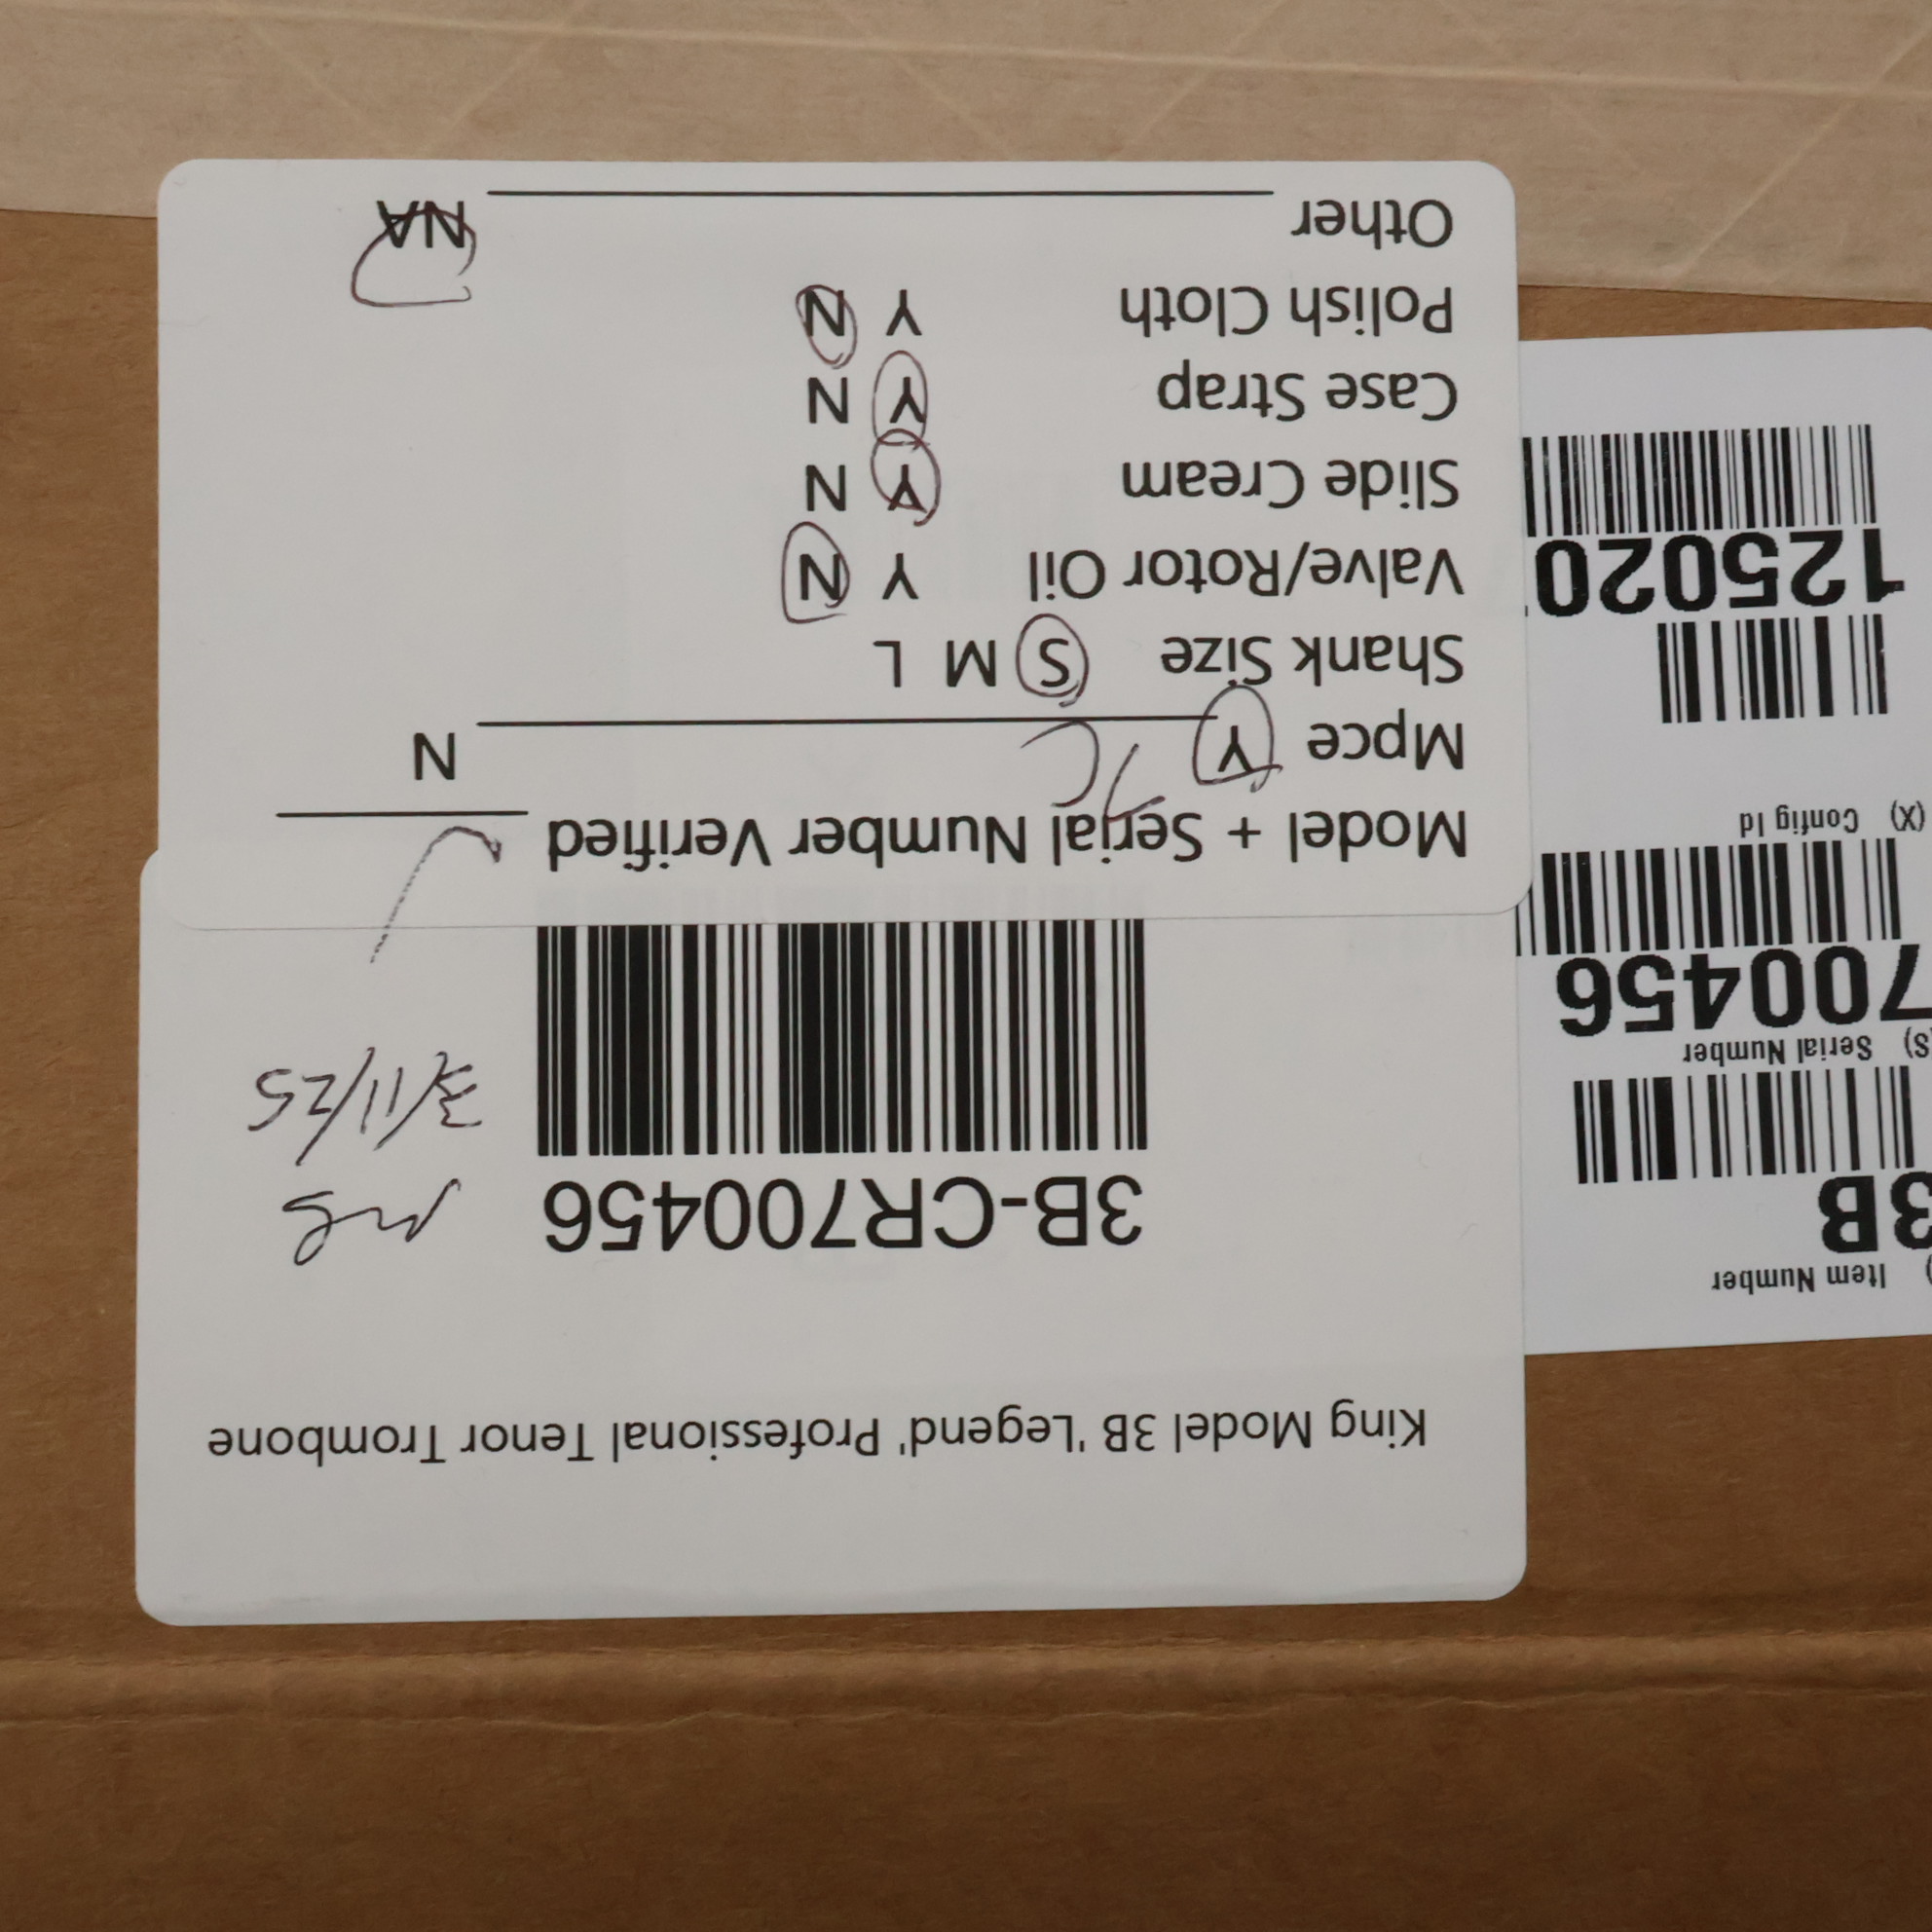 King Model 3B 'Legend' Professional Tenor Trombone
3B-CR700456
/11/25
Model + Serial Number Verified
Mpce Y 7C N
Shank Size S M L
Valve/Rotor Oil Y N
Slide Cream Y N
Case Strap Y N
Polish Cloth Y N
Other NA
Item Number
3B
(S) Serial Number
700456
(X) Config Id
125020